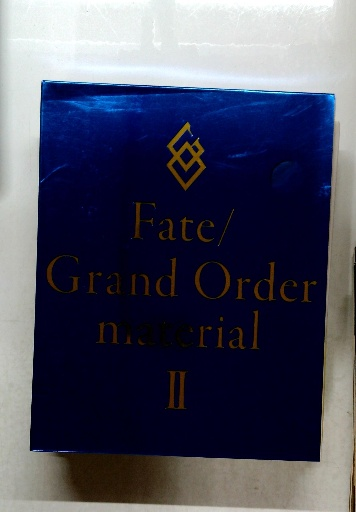 Fate/
Grand Order
material
II